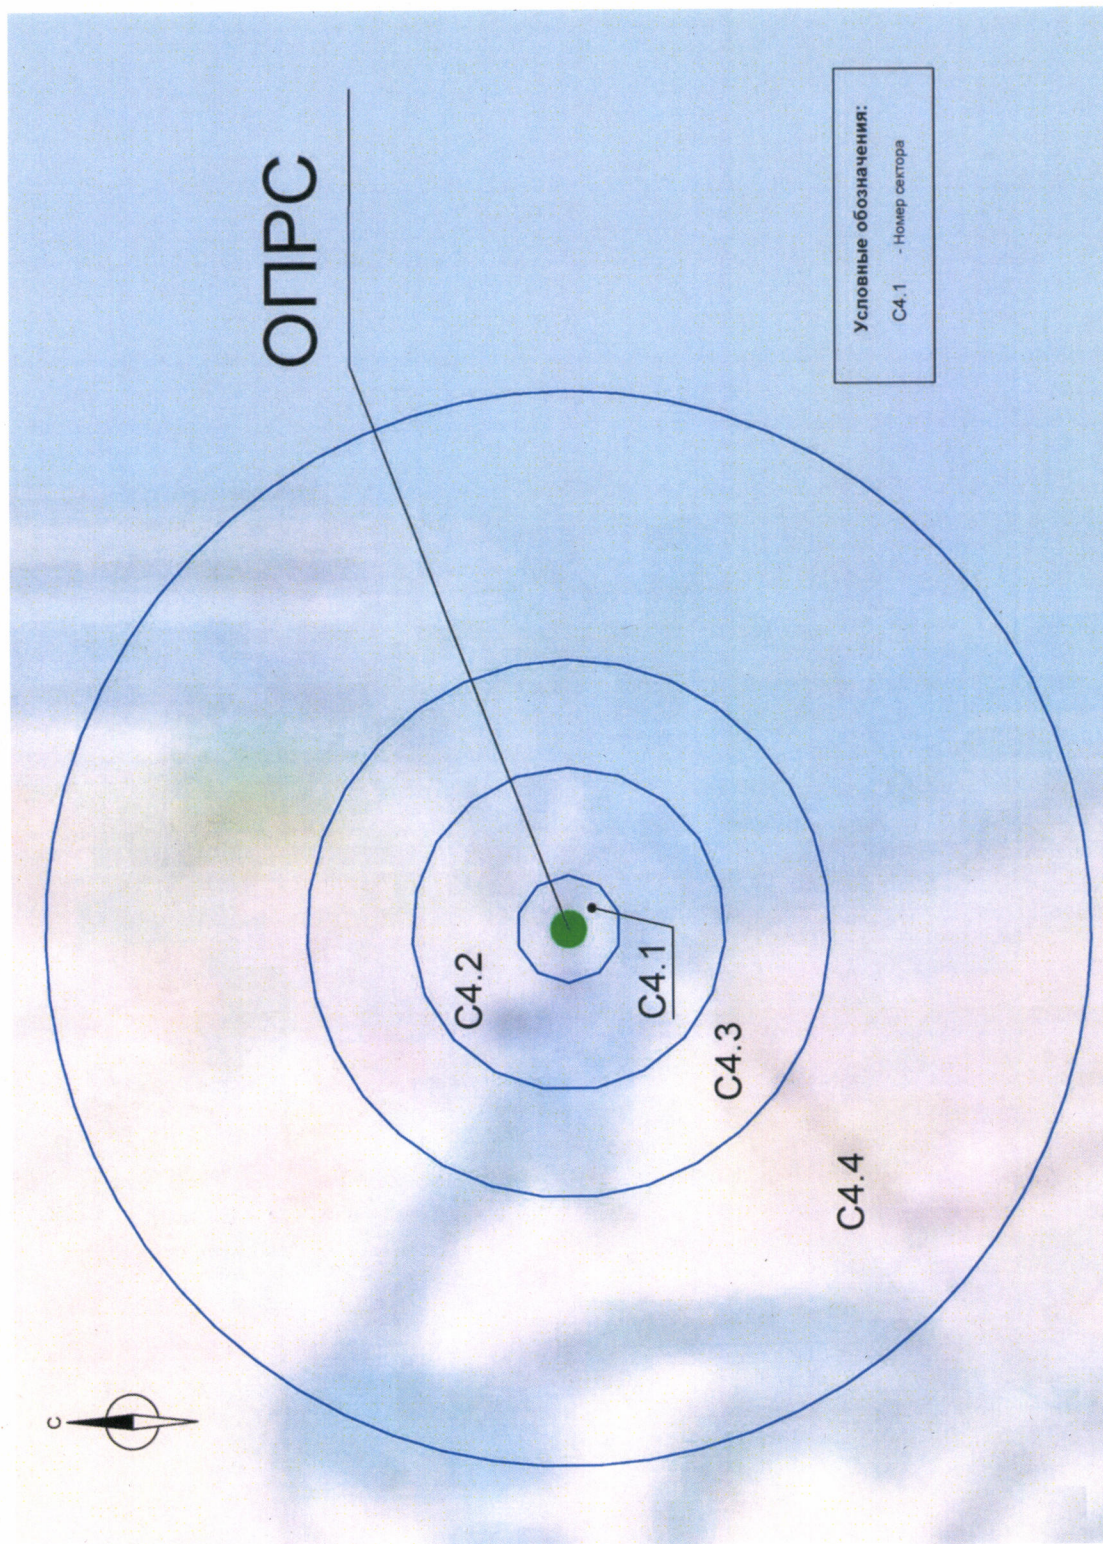 С
ОПРС
С4.2
С4.1
С4.3
С4.4
Условные обозначения:
С4.1 - Номер сектора